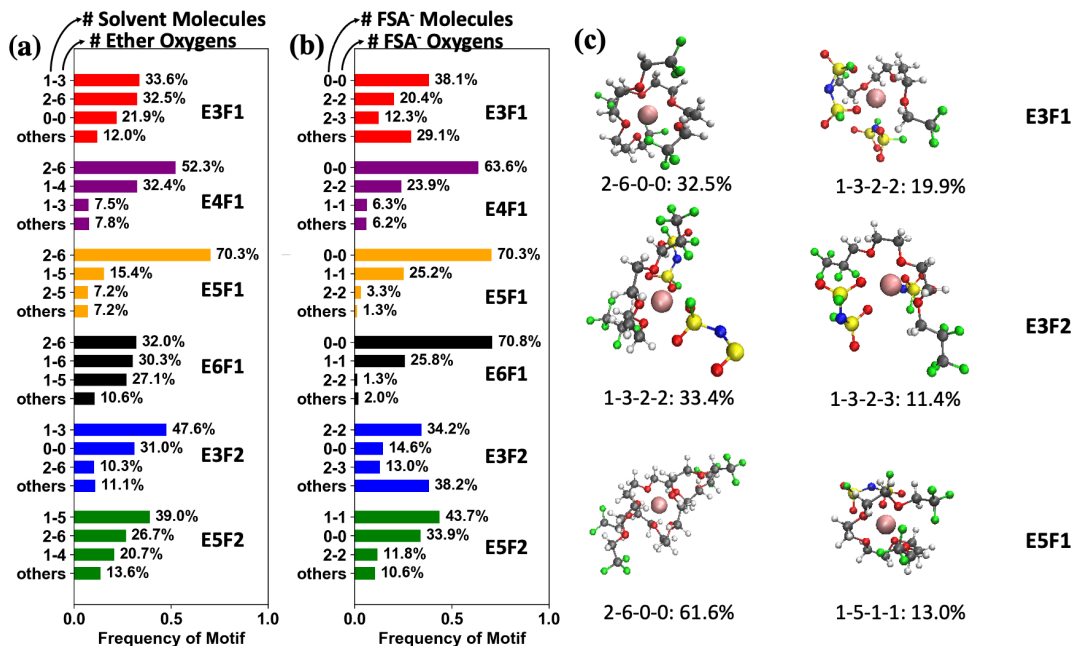 (a)
# Solvent Molecules
# Ether Oxygens
1-3 33.6%
2-6 32.5%
0-0 21.9%
others 12.0%
E3F1
2-6 52.3%
1-4 32.4%
1-3 7.5%
others 7.8%
E4F1
2-6 70.3%
1-5 15.4%
2-5 7.2%
others 7.2%
E5F1
2-6 32.0%
1-6 30.3%
1-5 27.1%
others 10.6%
E6F1
1-3 47.6%
0-0 31.0%
2-6 10.3%
others 11.1%
E3F2
1-5 39.0%
2-6 26.7%
1-4 20.7%
others 13.6%
E5F2
0.0 1.0
Frequency of Motif
(b)
# FSA⁻ Molecules
# FSA⁻ Oxygens
0-0 38.1%
2-2 20.4%
2-3 12.3%
others 29.1%
E3F1
0-0 63.6%
2-2 23.9%
1-1 6.3%
others 6.2%
E4F1
0-0 70.3%
1-1 25.2%
2-2 3.3%
others 1.3%
E5F1
0-0 70.8%
1-1 25.8%
2-2 1.3%
others 2.0%
E6F1
2-2 34.2%
0-0 14.6%
2-3 13.0%
others 38.2%
E3F2
1-1 43.7%
0-0 33.9%
2-2 11.8%
others 10.6%
E5F2
0.0 1.0
Frequency of Motif
(c)
E3F1
2-6-0-0: 32.5% 1-3-2-2: 19.9%
E3F2
1-3-2-2: 33.4% 1-3-2-3: 11.4%
E5F1
2-6-0-0: 61.6% 1-5-1-1: 13.0%